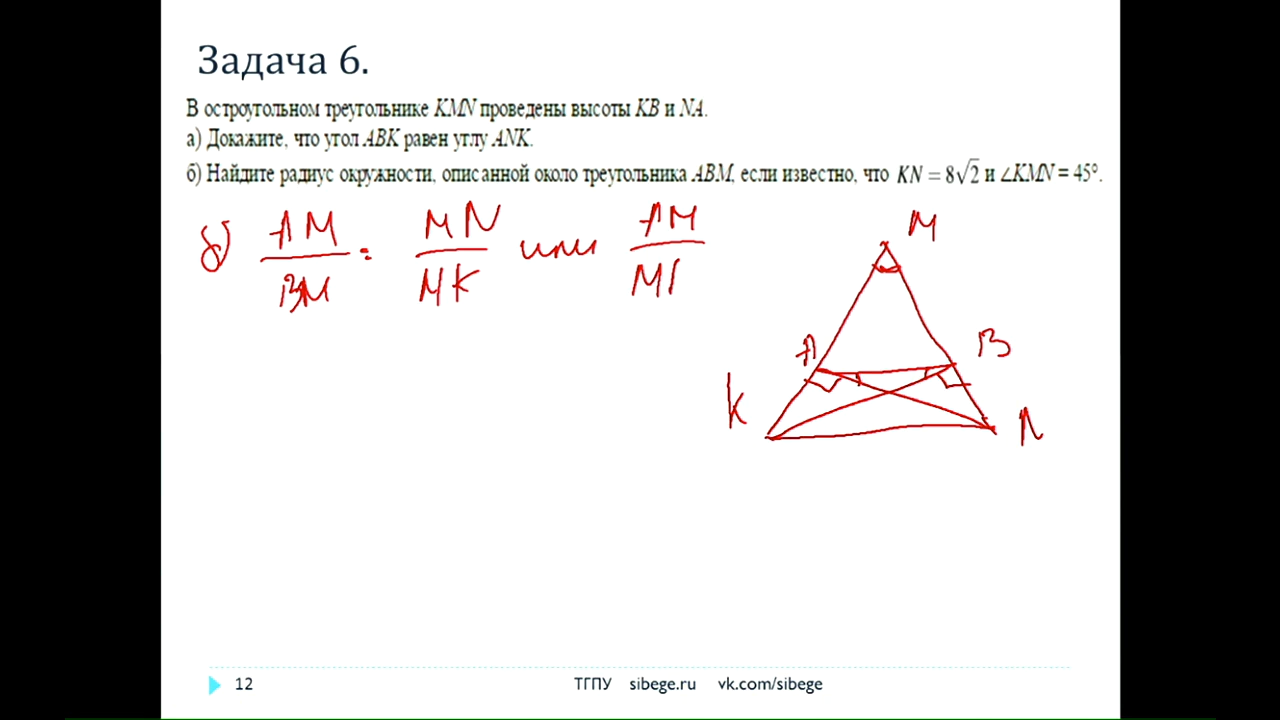 Задача 6.
В остроугольном треугольнике KMN проведены высоты KB и NA.
а) Докажите, что угол ABK равен углу ANK.
б) Найдите радиус окружности, описанной около треугольника ABM, если известно, что KN = 8√2 и ∠KMN = 45°.
б) AM/BM = MN/MK или AM/M
M
A
B
K
N
12 ТГПУ sibege.ru vk.com/sibege